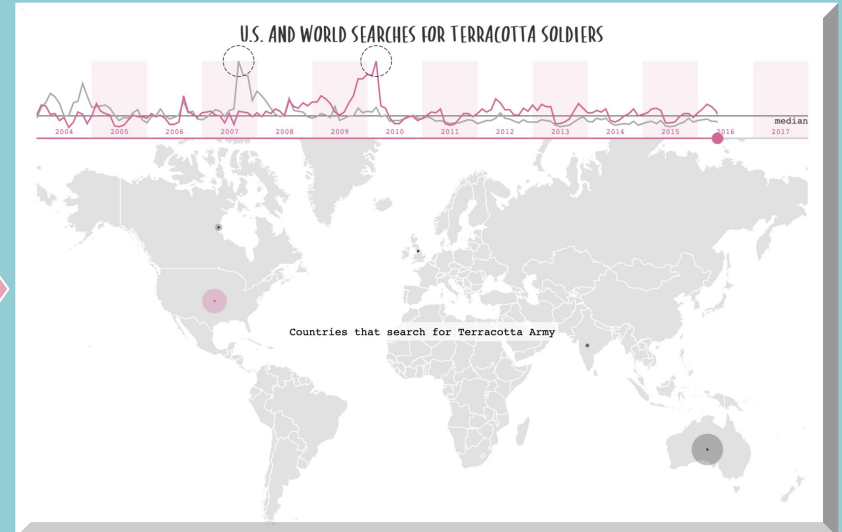 U.S. AND WORLD SEARCHES FOR TERRACOTTA SOLDIERS
median
2004 2005 2006 2007 2008 2009 2010 2011 2012 2013 2014 2015 2016 2017
Countries that search for Terracotta Army